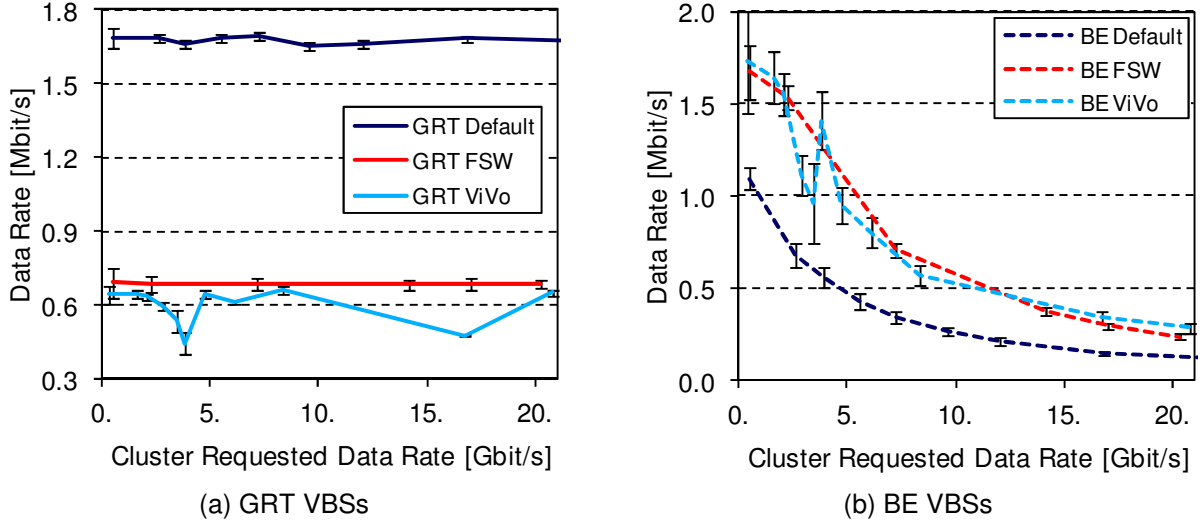 1.8
1.5
1.2
0.9
0.6
0.3
Data Rate [Mbit/s]
GRT Default
GRT FSW
GRT ViVo
0. 5. 10. 15. 20.
Cluster Requested Data Rate [Gbit/s]
(a) GRT VBSs
2.0
1.5
1.0
0.5
0.0
Data Rate [Mbit/s]
BE Default
BE FSW
BE ViVo
0. 5. 10. 15. 20.
Cluster Requested Data Rate [Gbit/s]
(b) BE VBSs